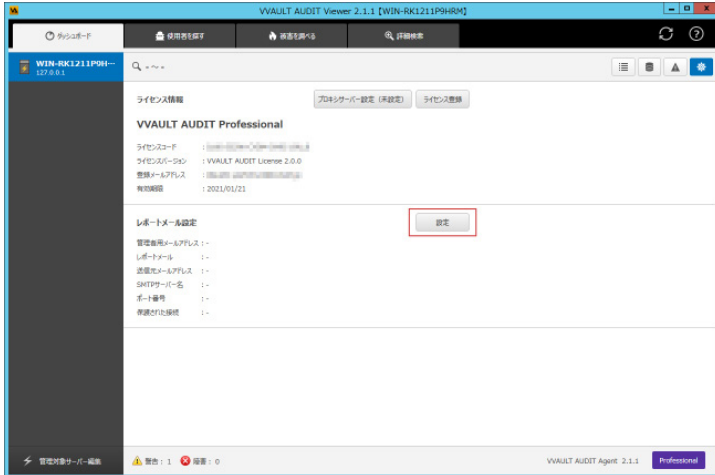 VVAULT AUDIT Viewer 2.1.1 [WIN-RK1211P9HRM]
ダッシュボード
使用者を探す
被害を調べる
詳細検索
WIN-RK1211P9H…
127.0.0.1
- ~ -
ライセンス情報
プロキシサーバー設定（未設定）
ライセンス登録
VVAULT AUDIT Professional
ライセンスコード :
ライセンスバージョン : VVAULT AUDIT License 2.0.0
登録メールアドレス :
有効期限 : 2021/01/21
レポートメール設定
設定
管理者用メールアドレス : -
レポートメール : -
送信元メールアドレス : -
SMTPサーバー名 : -
ポート番号 : -
保護された接続 : -
管理対象サーバー編集
警告 : 1
障害 : 0
VVAULT AUDIT Agent 2.1.1
Professional